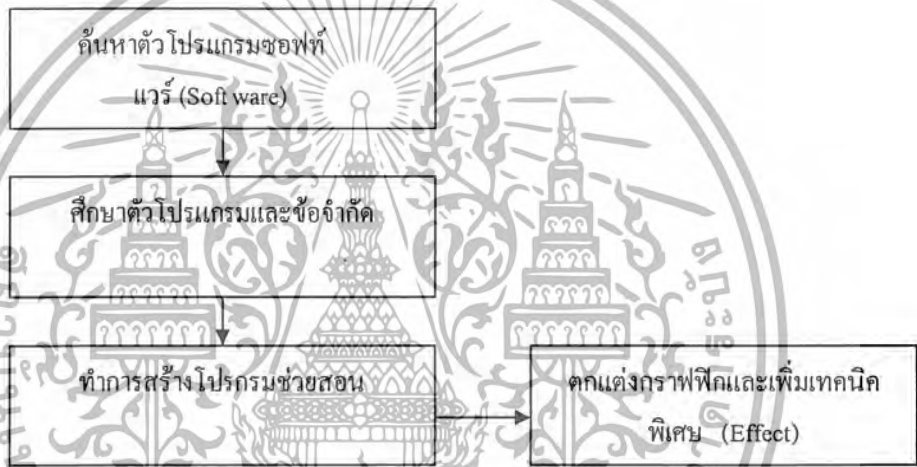 ค้นหาตัวโปรแกรมซอฟท์
แวร์ (Soft ware)
ศึกษาตัวโปรแกรมและข้อจำกัด
ทำการสร้างโปรกรมช่วยสอน
ตกแต่งกราฟฟิกและเพิ่มเทคนิค
พิเศษ (Effect)